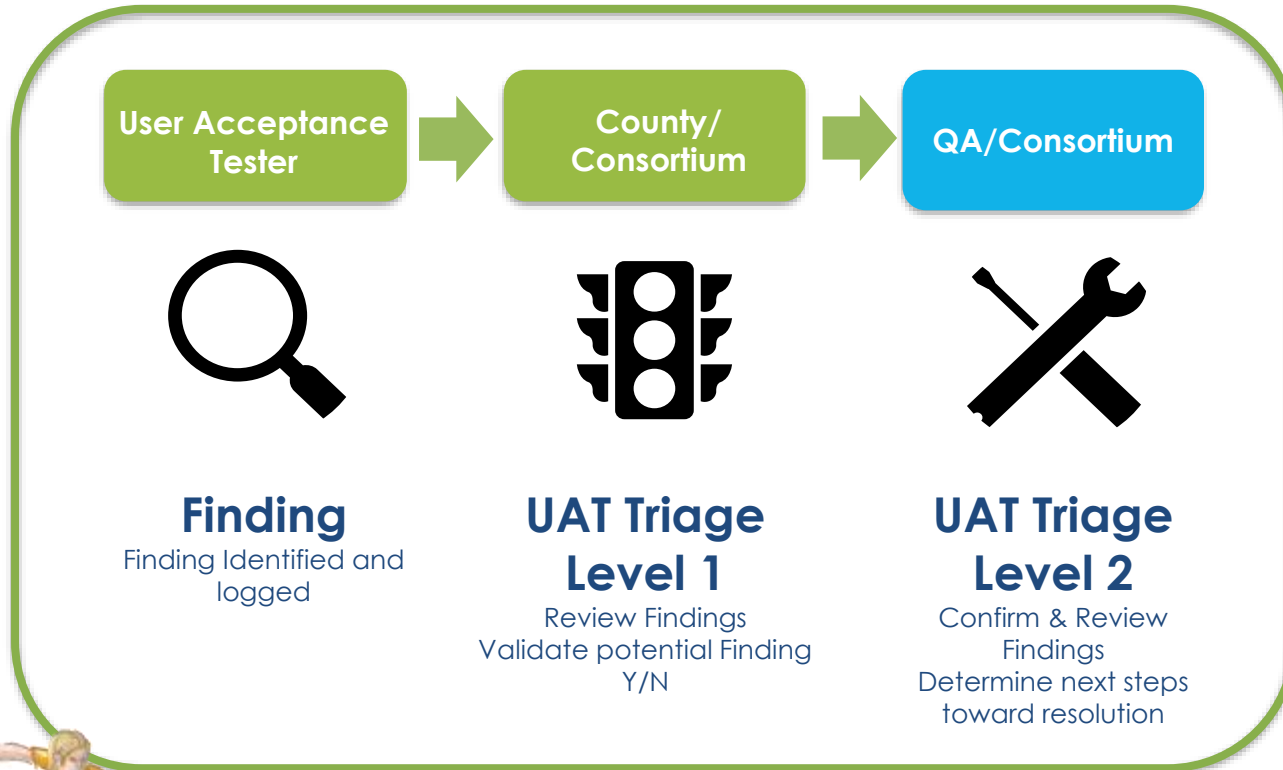 User Acceptance
Tester
County/
Consortium
QA/Consortium
Finding
Finding Identified and
logged
UAT Triage
Level 1
Review Findings
Validate potential Finding
Y/N
UAT Triage
Level 2
Confirm & Review
Findings
Determine next steps
toward resolution